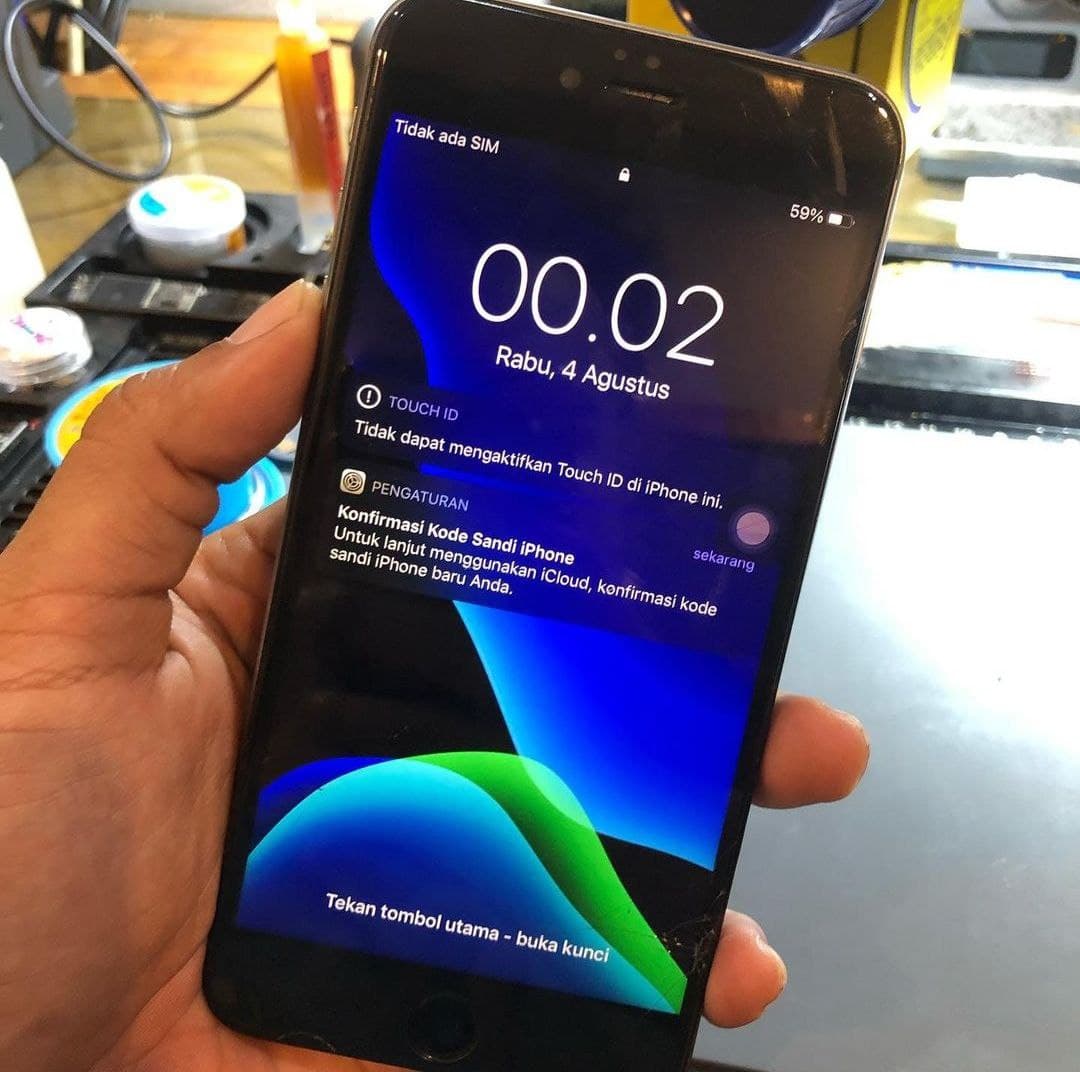 Tidak ada SIM
59%
00.02
Rabu, 4 Agustus
TOUCH ID
Tidak dapat mengaktifkan Touch ID di iPhone ini.
PENGATURAN
sekarang
Konfirmasi Kode Sandi iPhone
Untuk lanjut menggunakan iCloud, konfirmasi kode
sandi iPhone baru Anda.
Tekan tombol utama - buka kunci